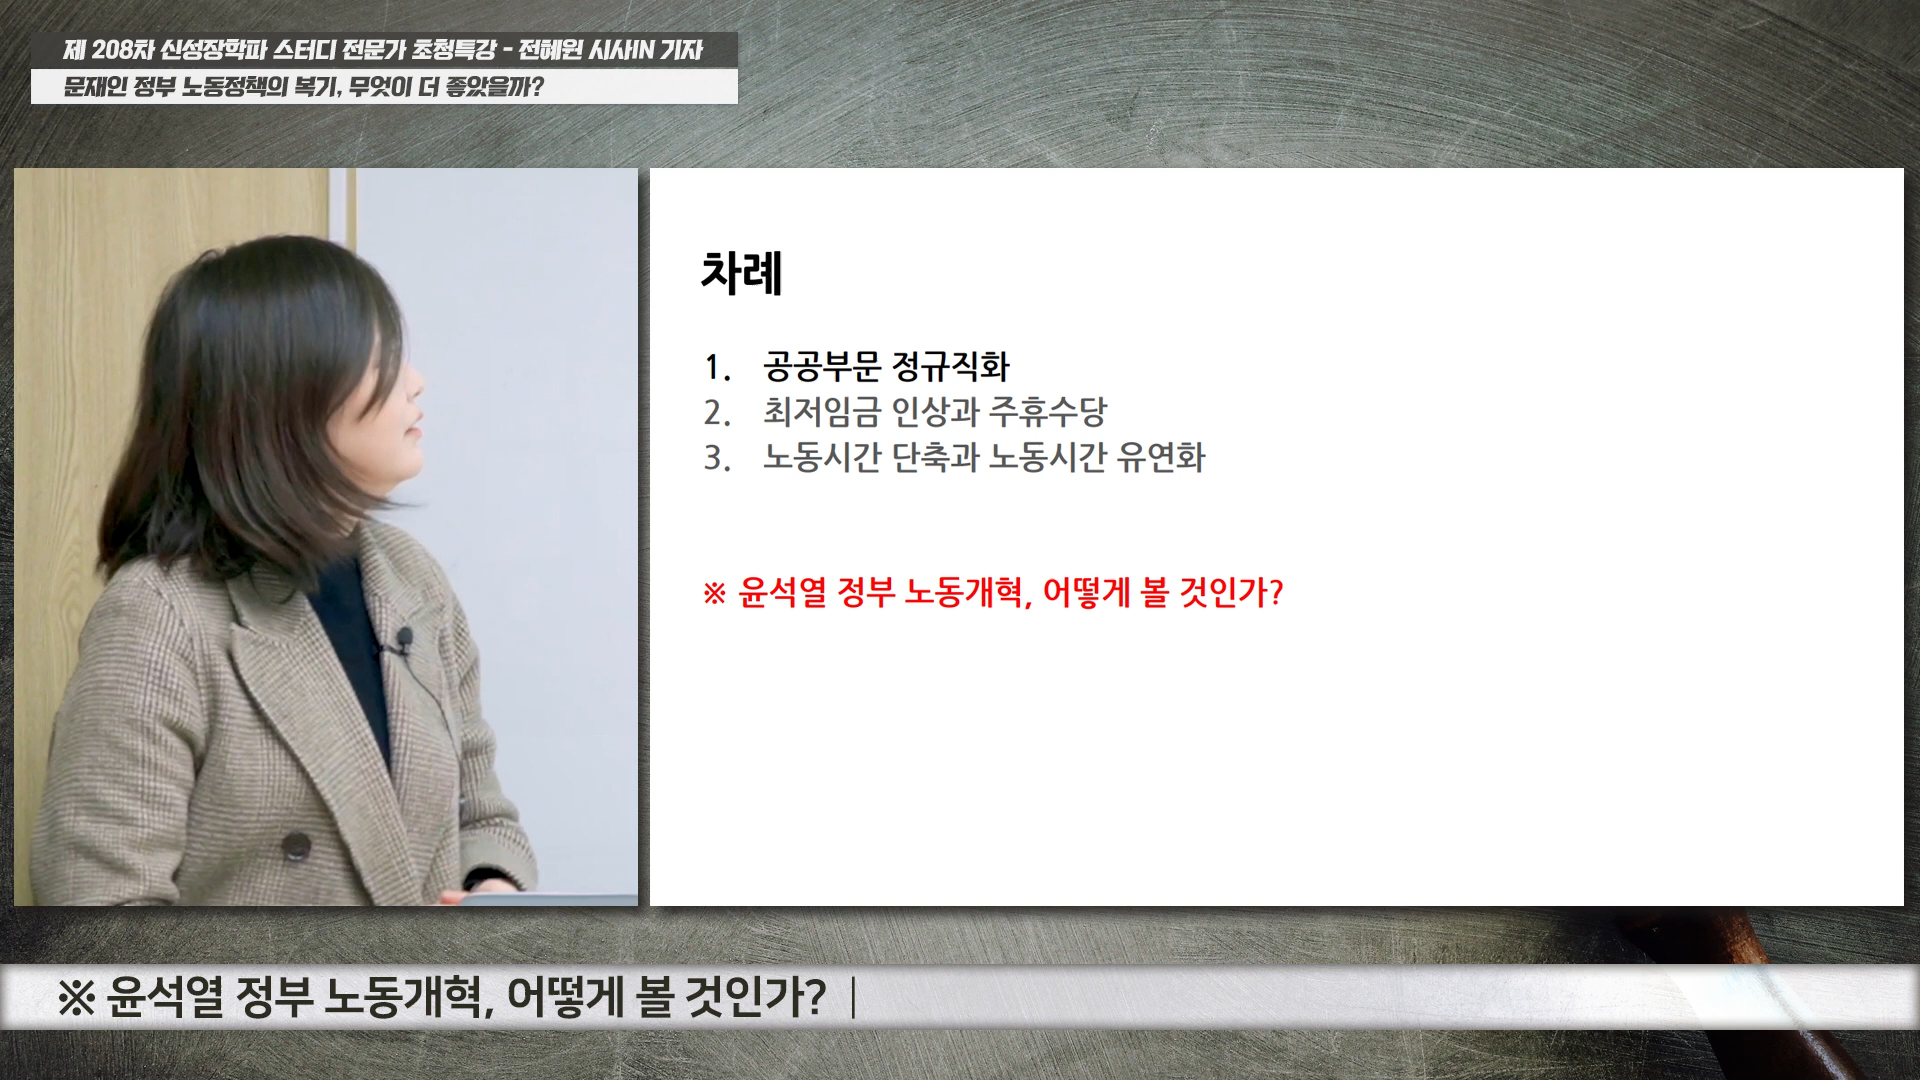 제 208차 신성장학파 스터디 전문가 초청특강 - 전혜원 시사IN 기자
문재인 정부 노동정책의 복기, 무엇이 더 좋았을까?
차례
1. 공공부문 정규직화
2. 최저임금 인상과 주휴수당
3. 노동시간 단축과 노동시간 유연화
※ 윤석열 정부 노동개혁, 어떻게 볼 것인가?
※ 윤석열 정부 노동개혁, 어떻게 볼 것인가? |